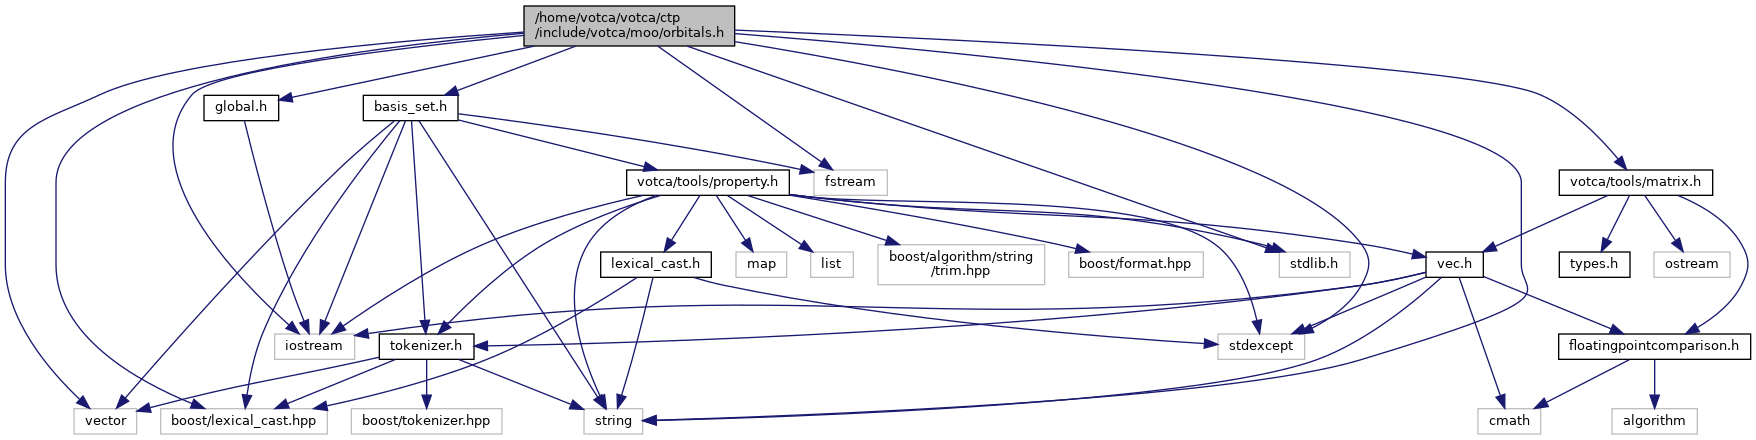 /home/votca/votca/ctp
/include/votca/moo/orbitals.h
global.h
basis_set.h
votca/tools/property.h
fstream
votca/tools/matrix.h
lexical_cast.h
map
list
boost/algorithm/string
/trim.hpp
boost/format.hpp
stdlib.h
vec.h
types.h
ostream
iostream
tokenizer.h
stdexcept
floatingpointcomparison.h
vector
boost/lexical_cast.hpp
boost/tokenizer.hpp
string
cmath
algorithm